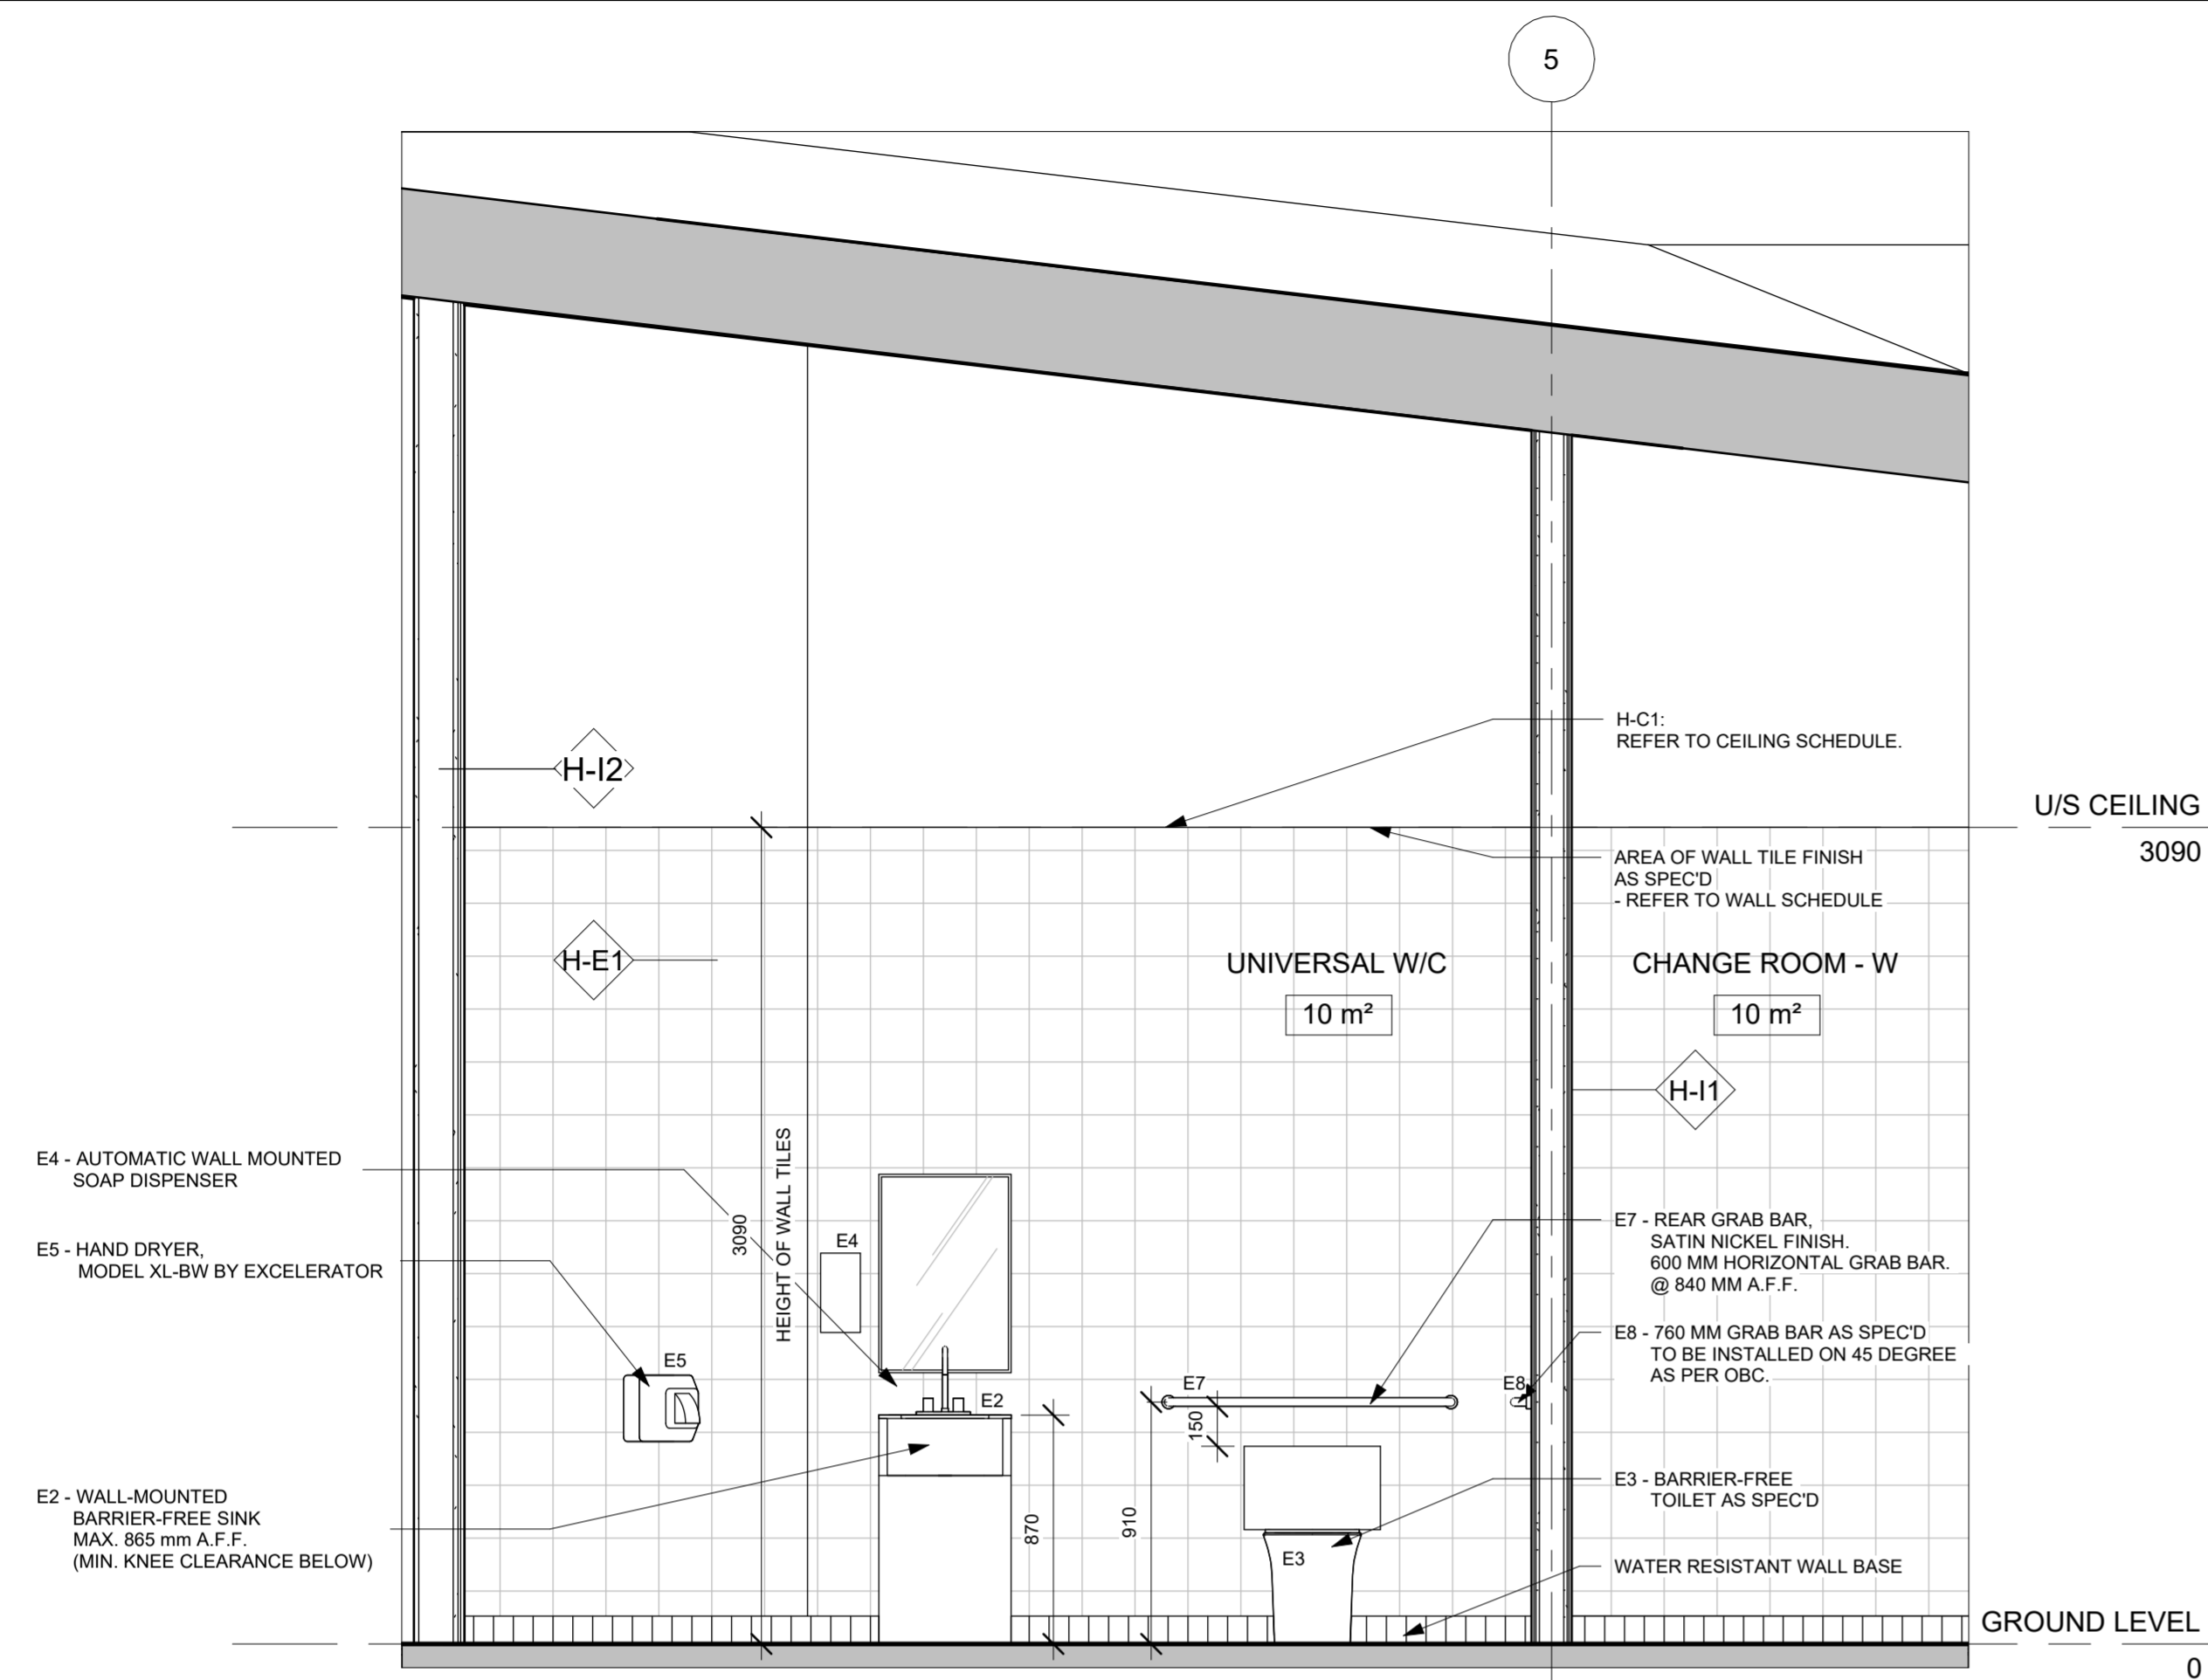 5
H-I2
H-C1:
REFER TO CEILING SCHEDULE.
U/S CEILING
3090
AREA OF WALL TILE FINISH
AS SPEC'D
- REFER TO WALL SCHEDULE
H-E1
UNIVERSAL W/C
10 m²
CHANGE ROOM - W
10 m²
H-I1
E4 - AUTOMATIC WALL MOUNTED
SOAP DISPENSER
E5 - HAND DRYER,
MODEL XL-BW BY EXCELERATOR
3090
HEIGHT OF WALL TILES
E4
E5
E2
E7
E8
E7 - REAR GRAB BAR,
SATIN NICKEL FINISH.
600 MM HORIZONTAL GRAB BAR.
@ 840 MM A.F.F.
E8 - 760 MM GRAB BAR AS SPEC'D
TO BE INSTALLED ON 45 DEGREE
AS PER OBC.
150
E2 - WALL-MOUNTED
BARRIER-FREE SINK
MAX. 865 mm A.F.F.
(MIN. KNEE CLEARANCE BELOW)
870
910
E3
E3 - BARRIER-FREE
TOILET AS SPEC'D
WATER RESISTANT WALL BASE
GROUND LEVEL
0